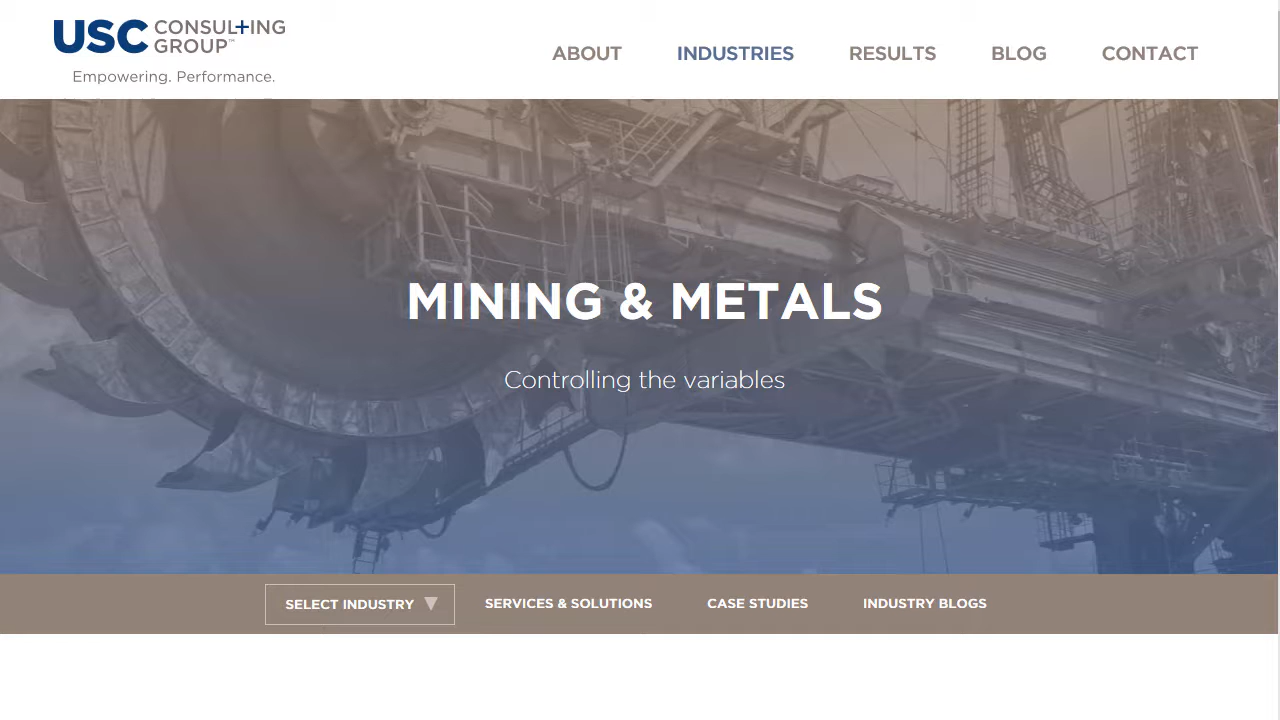 USC CONSULTING
GROUP™
Empowering. Performance.
ABOUT INDUSTRIES RESULTS BLOG CONTACT
MINING & METALS
Controlling the variables
SELECT INDUSTRY ▼ SERVICES & SOLUTIONS CASE STUDIES INDUSTRY BLOGS